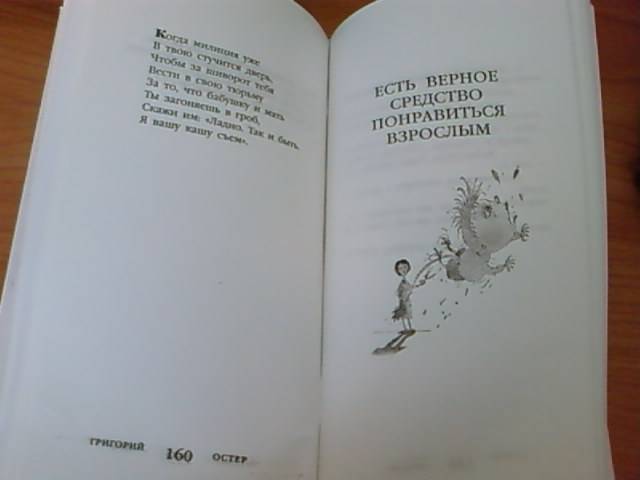 Когда милиция уже
В твою стучится дверь,
Чтобы за шиворот тебя
Вести в свою тюрьму
За то, что бабушку и мать
Ты загоняешь в гроб,
Скажи им: «Ладно. Так и быть,
Я вашу кашу съем».
ГРИГОРИЙ 160 ОСТЕР
ЕСТЬ ВЕРНОЕ
СРЕДСТВО
ПОНРАВИТЬСЯ
ВЗРОСЛЫМ